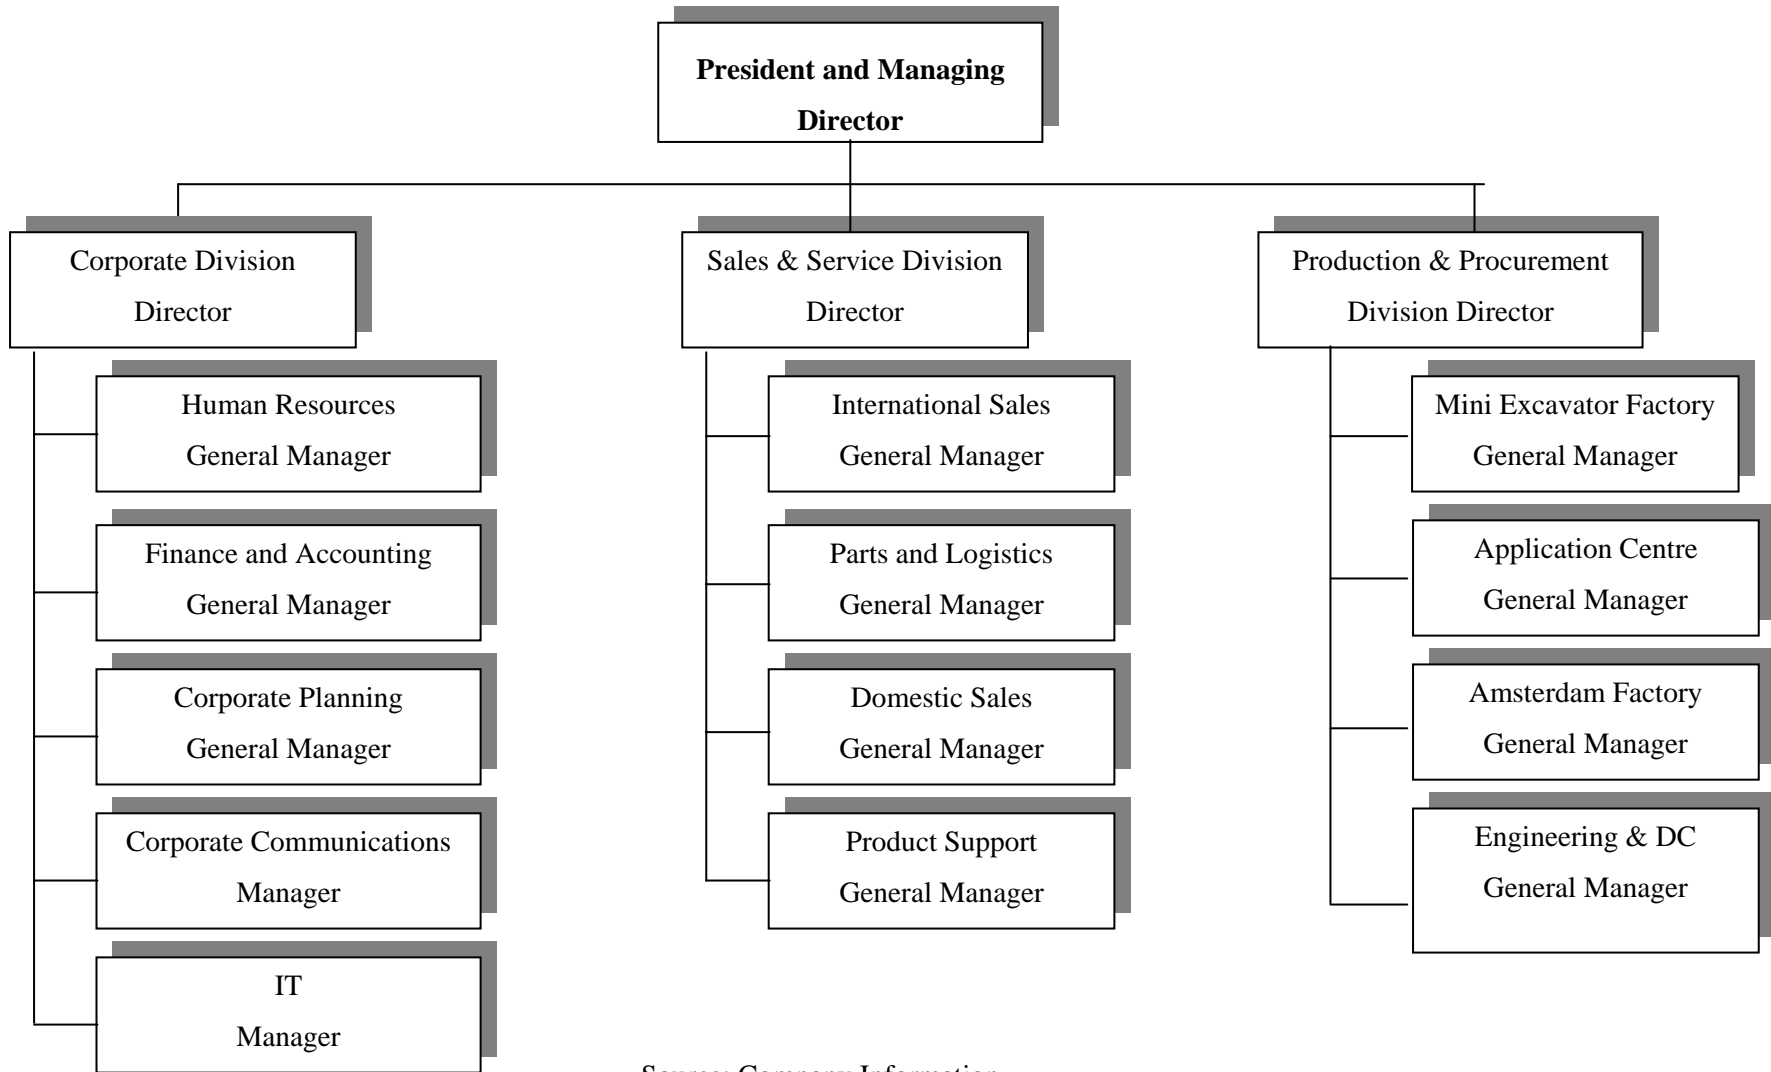 President and Managing
Director
Corporate Division
Director
Human Resources
General Manager
Finance and Accounting
General Manager
Corporate Planning
General Manager
Corporate Communications
Manager
IT
Manager
Sales & Service Division
Director
International Sales
General Manager
Parts and Logistics
General Manager
Domestic Sales
General Manager
Product Support
General Manager
Production & Procurement
Division Director
Mini Excavator Factory
General Manager
Application Centre
General Manager
Amsterdam Factory
General Manager
Engineering & DC
General Manager
Source: Company Information